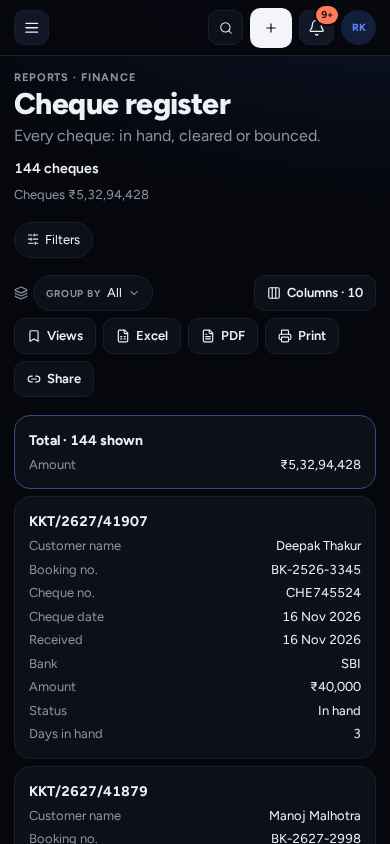 9+
RK
REPORTS · FINANCE
Cheque register
Every cheque: in hand, cleared or bounced.
144 cheques
Cheques ₹5,32,94,428
Filters
GROUP BY All
Columns · 10
Views
Excel
PDF
Print
Share
Total · 144 shown
Amount ₹5,32,94,428
KKT/2627/41907
Customer name Deepak Thakur
Booking no. BK-2526-3345
Cheque no. CHE745524
Cheque date 16 Nov 2026
Received 16 Nov 2026
Bank SBI
Amount ₹40,000
Status In hand
Days in hand 3
KKT/2627/41879
Customer name Manoj Malhotra
Booking no. BK-2627-2998